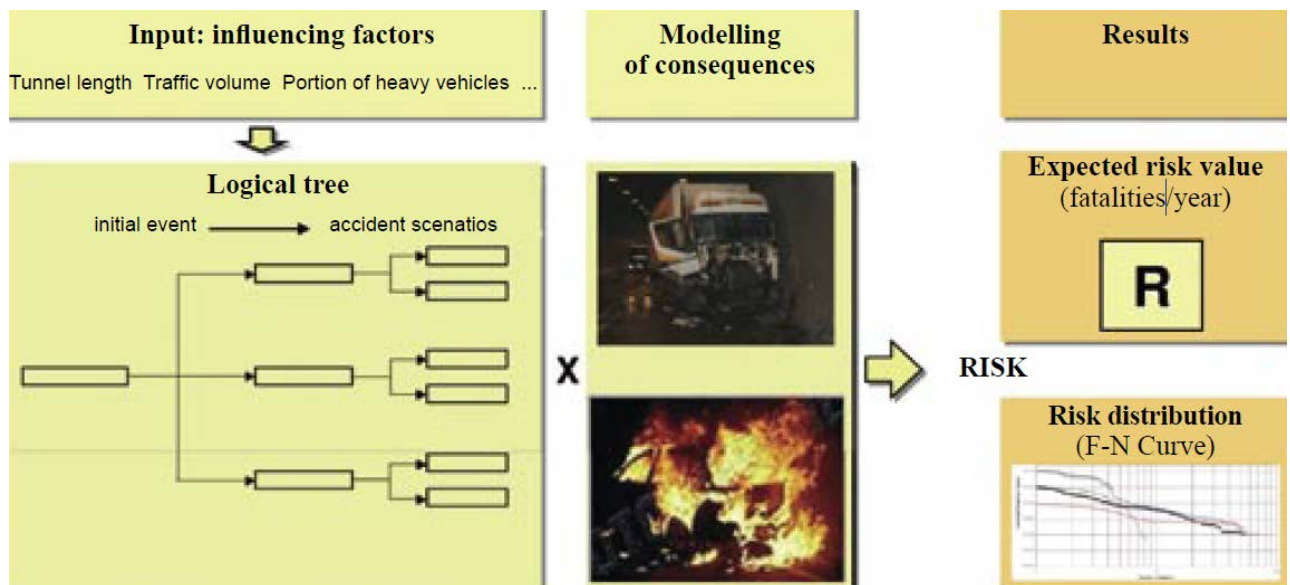 Input: influencing factors
Tunnel length Traffic volume Portion of heavy vehicles ...
Modelling
of consequences
Results
Logical tree
initial event
accident scenatios
X
RISK
Expected risk value
(fatalities/year)
R
Risk distribution
(F-N Curve)